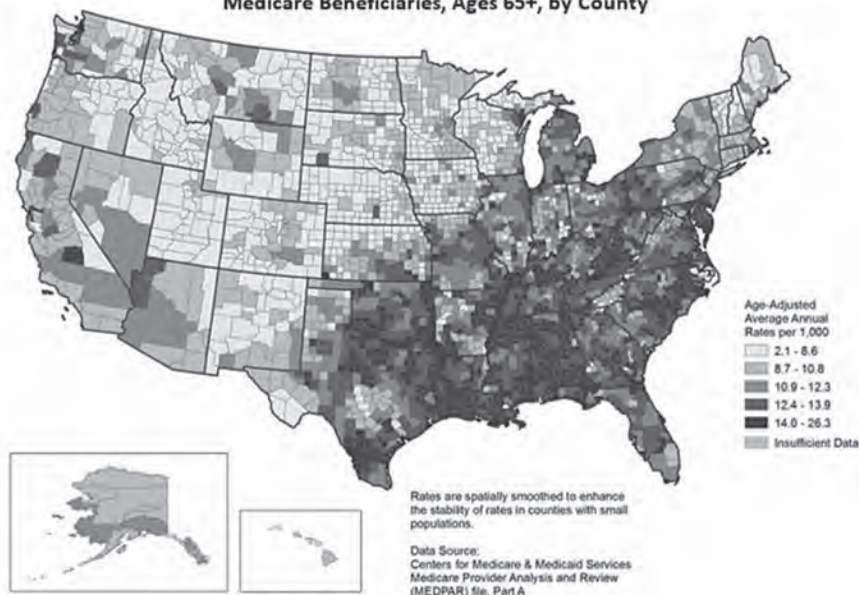 Medicare Beneficiaries, Ages 65+, by County
Age-Adjusted
Average Annual
Rates per 1,000
2.1 - 8.6
8.7 - 10.8
10.9 - 12.3
12.4 - 13.9
14.0 - 26.3
Insufficient Data
Rates are spatially smoothed to enhance
the stability of rates in counties with small
populations.
Data Source:
Centers for Medicare & Medicaid Services
Medicare Provider Analysis and Review
(MEDPAR) file, Part A